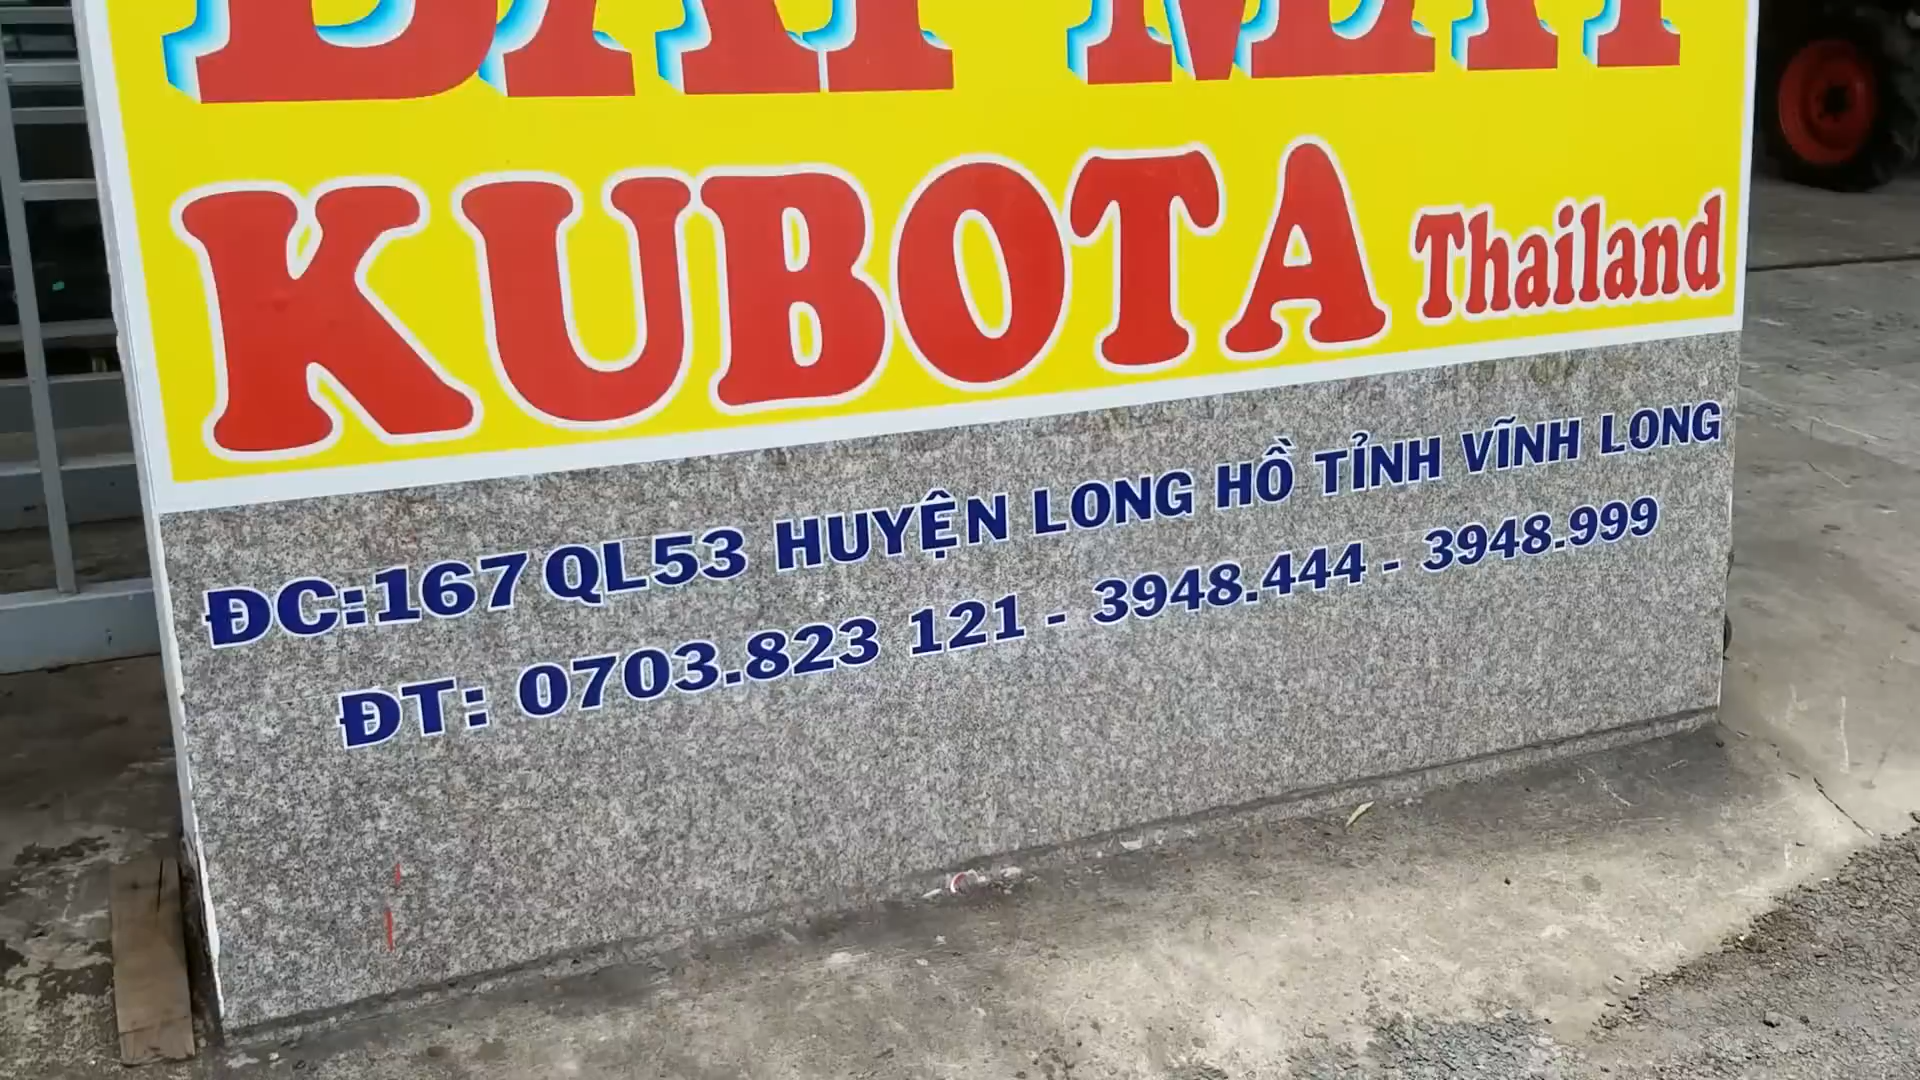 KUBOTA Thailand
ĐC:167 QL53 HUYỆN LONG HỒ TỈNH VĨNH LONG
ĐT: 0703.823 121 - 3948.444 - 3948.999